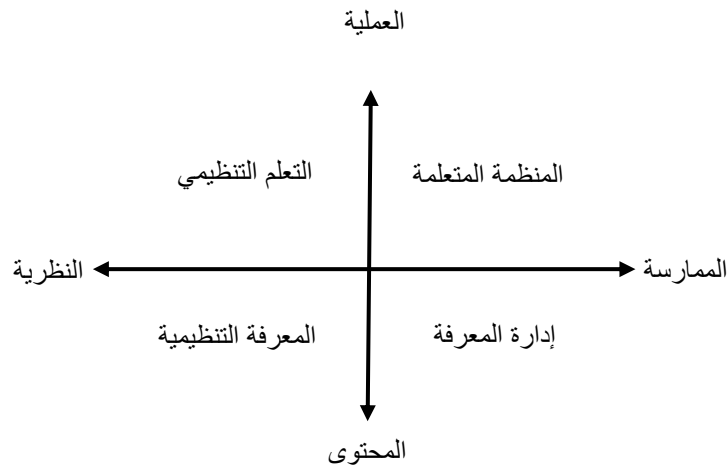 العملية
المنظمة المتعلمة
التعلم التنظيمي
الممارسة
النظرية
إدارة المعرفة
المعرفة التنظيمية
المحتوى